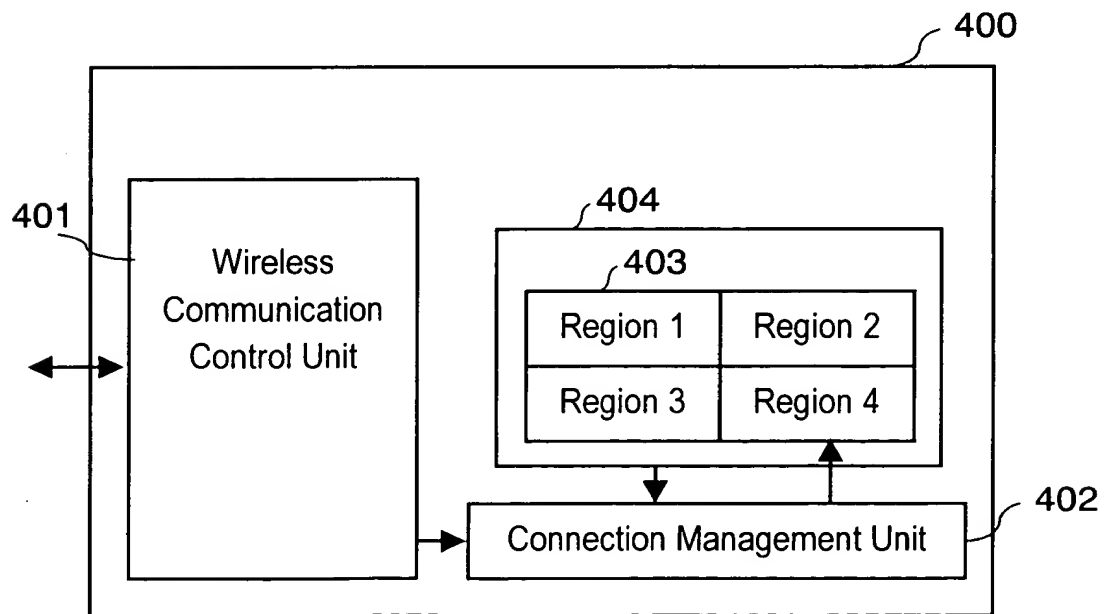 400
401
Wireless
Communication
Control Unit
404
403
Region 1 Region 2
Region 3 Region 4
402
Connection Management Unit